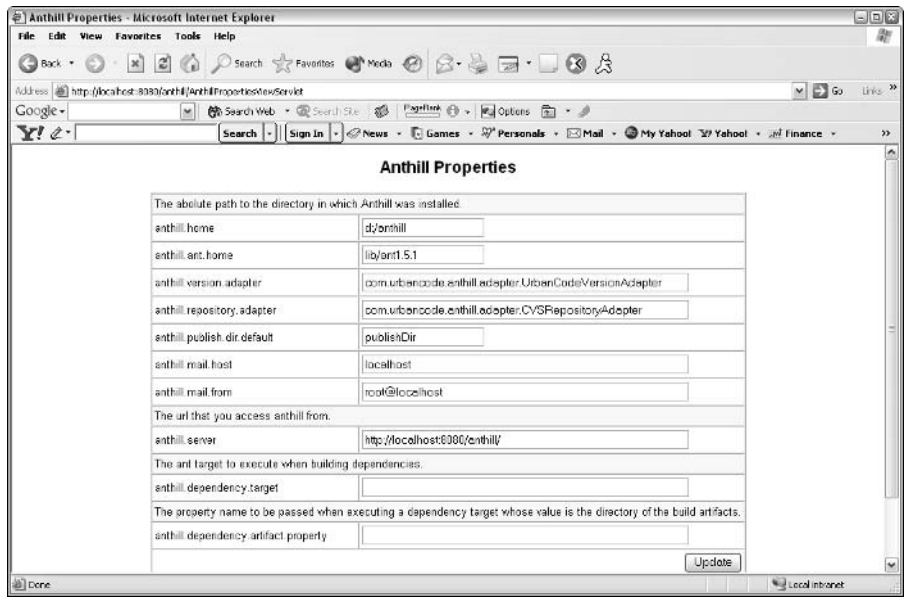 Anthill Properties - Microsoft Internet Explorer
File Edit View Favorites Tools Help
Back Search Favorites Media
Address http://localhost:8080/anthill/AnthillPropertiesViewServlet Go Links »
Google Search Web Search Site PageRank Options
Y! Search Sign In News Games Personals Mail My Yahoo! Y! Yahoo! Finance »
Anthill Properties
The abolute path to the directory in which Anthill was installed.
anthill.home d:/anthill
anthill.ant.home lib/ant1.5.1
anthill.version.adapter com.urbancode.anthill.adapter.UrbanCodeVersionAdapter
anthill.repository.adapter com.urbancode.anthill.adapter.CVSRepositoryAdapter
anthill.publish.dir.default publishDir
anthill.mail.host localhost
anthill.mail.from root@localhost
The url that you access anthill from.
anthill.server http://localhost:8080/anthill/
The ant target to execute when building dependencies.
anthill.dependency.target
The property name to be passed when executing a dependency target whose value is the directory of the build artifacts.
anthill.dependency.artifact.property
Update
Done Local intranet